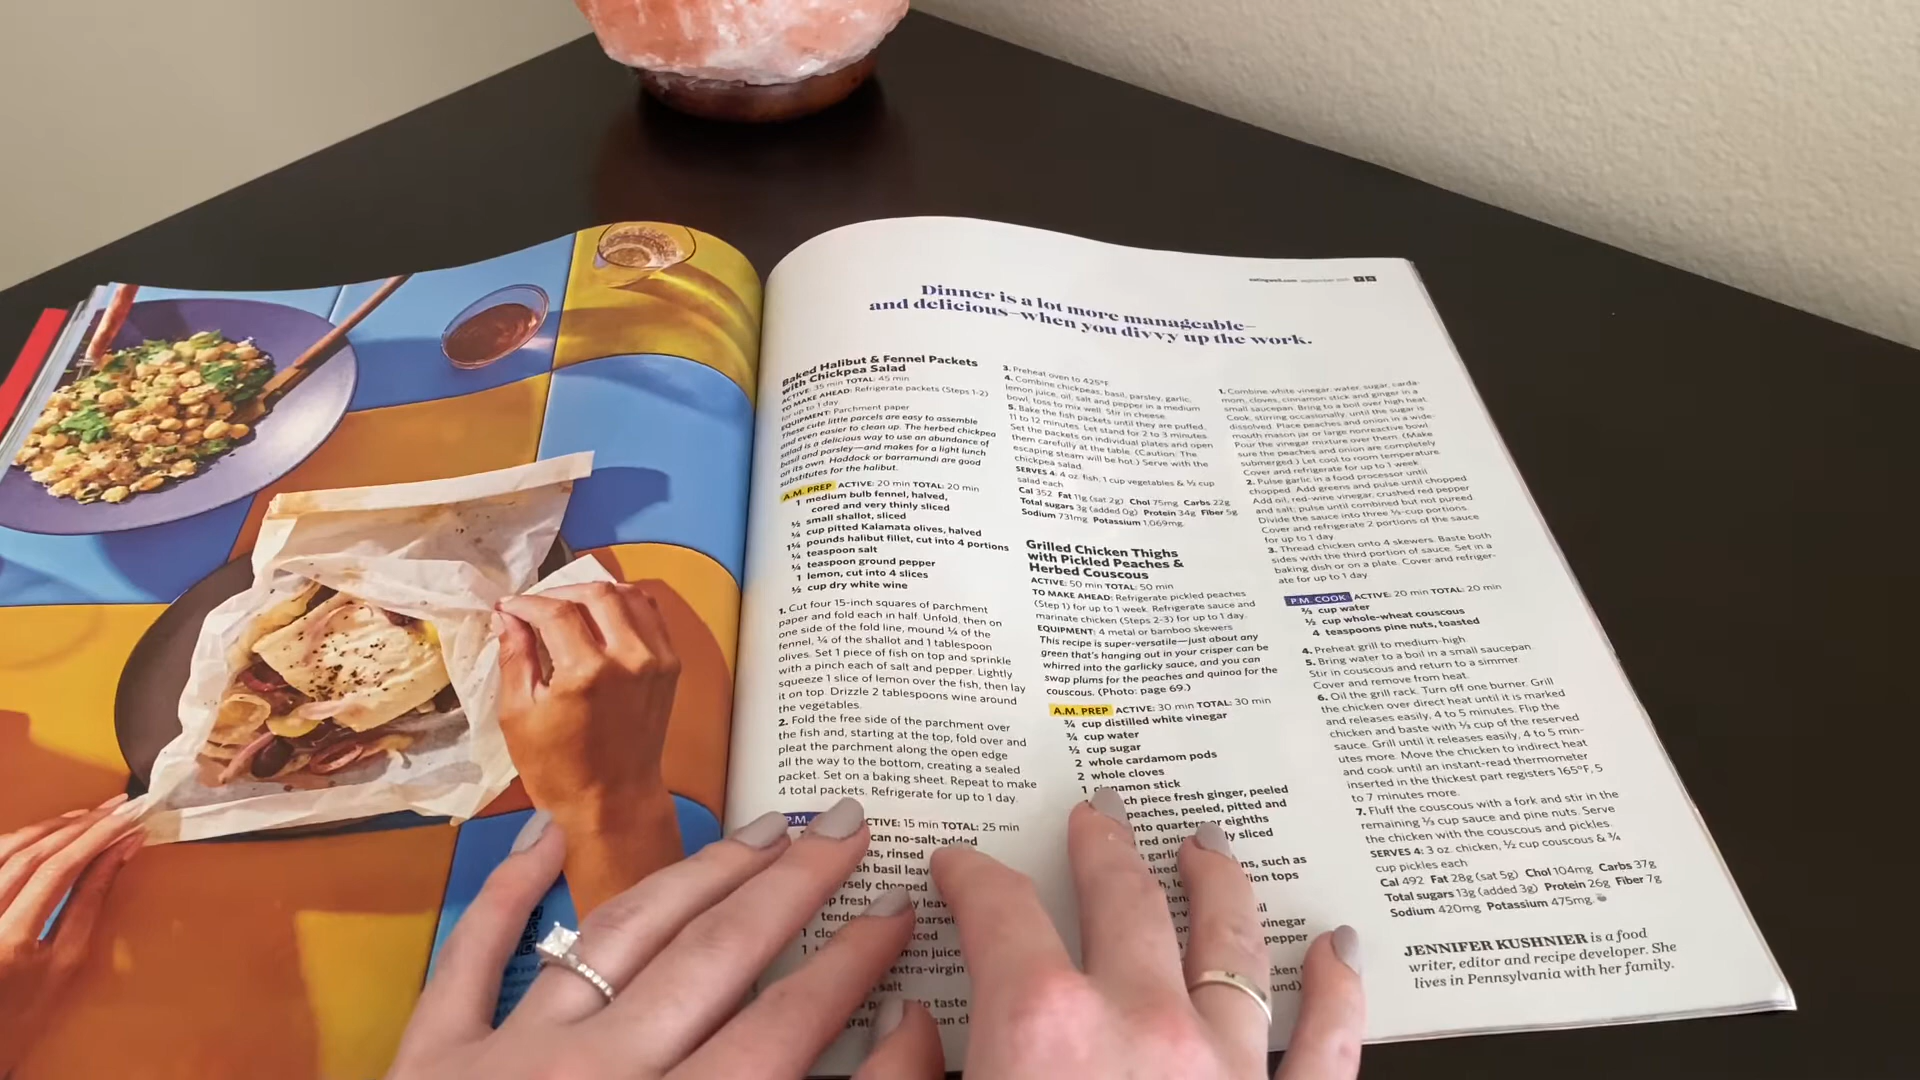 eatingwell.com
Dinner is a lot more manageable—
and delicious—when you divvy up the work.
Baked Halibut & Fennel Packets
with Chickpea Salad
ACTIVE: 35 min TOTAL: 45 min
TO MAKE AHEAD: Refrigerate packets (Steps 1-2)
for up to 1 day
EQUIPMENT: Parchment paper
These cute little parcels are easy to assemble
and even easier to clean up. The herbed chickpea
salad is a delicious way to use an abundance of
basil and parsley—and makes for a light lunch
on its own. Haddock or barramundi are good
substitutes for the halibut.
A.M. PREP ACTIVE: 20 min TOTAL: 20 min
1 medium bulb fennel, halved,
cored and very thinly sliced
½ small shallot, sliced
cup pitted Kalamata olives, halved
1¼ pounds halibut fillet, cut into 4 portions
¼ teaspoon salt
¼ teaspoon ground pepper
1 lemon, cut into 4 slices
½ cup dry white wine
1. Cut four 15-inch squares of parchment
paper and fold each in half. Unfold, then on
one side of the fold line, mound ¼ of the
fennel, ¼ of the shallot and 1 tablespoon
olives. Set 1 piece of fish on top and sprinkle
with a pinch each of salt and pepper. Lightly
squeeze 1 slice of lemon over the fish, then lay
it on top. Drizzle 2 tablespoons wine around
the vegetables.
2. Fold the free side of the parchment over
the fish and, starting at the top, fold over and
pleat the parchment along the open edge
all the way to the bottom, creating a sealed
packet. Set on a baking sheet. Repeat to make
4 total packets. Refrigerate for up to 1 day.
P.M. ACTIVE: 15 min TOTAL: 25 min
can no-salt-added
rinsed
basil
chopped
fresh
1
1 juice
extra-virgin
salt
to taste
3. Preheat oven to 425°F.
4. Combine chickpeas, basil, parsley, garlic,
lemon juice, oil, salt and pepper in a medium
bowl, toss to mix well. Stir in cheese.
5. Bake the fish packets until they are puffed,
11 to 12 minutes. Let stand for 2 to 3 minutes.
Set the packets on individual plates and open
them carefully at the table. (Caution: The
escaping steam will be hot.) Serve with the
chickpea salad.
SERVES 4: 4 oz. fish, 1 cup vegetables & ½ cup
salad each
Cal 352 Fat 11g (sat 2g) Chol 75mg Carbs 22g
Total sugars 3g (added 0g) Protein 34g Fiber 5g
Sodium 731mg Potassium 1,069mg.
Grilled Chicken Thighs
with Pickled Peaches &
Herbed Couscous
ACTIVE: 50 min TOTAL: 50 min
TO MAKE AHEAD: Refrigerate pickled peaches
(Step 1) for up to 1 week. Refrigerate sauce and
marinate chicken (Steps 2-3) for up to 1 day.
EQUIPMENT: 4 metal or bamboo skewers
This recipe is super-versatile—just about any
green that's hanging out in your crisper can be
whirred into the garlicky sauce, and you can
swap plums for the peaches and quinoa for the
couscous. (Photo: page 69.)
A.M. PREP ACTIVE: 30 min TOTAL: 30 min
¾ cup distilled white vinegar
¾ cup water
½ cup sugar
2 whole cardamom pods
2 whole cloves
1 cinnamon stick
piece fresh ginger, peeled
peaches, peeled, pitted and
into quarters or eighths
red sliced
garlic
such as
tops
vinegar
pepper
1. Combine white vinegar, water, sugar, carda-
mom, cloves, cinnamon stick and ginger in a
small saucepan. Bring to a boil over high heat.
Cook, stirring occasionally, until the sugar is
dissolved. Place peaches and onion in a wide-
mouth mason jar or large nonreactive bowl.
Pour the vinegar mixture over them. (Make
sure the peaches and onion are completely
submerged.) Let cool to room temperature.
Cover and refrigerate for up to 1 week.
2. Pulse garlic in a food processor until
chopped. Add greens and pulse until chopped.
Add oil, red-wine vinegar, crushed red pepper
and salt; pulse until combined but not pureed.
Divide the sauce into three ⅓-cup portions.
Cover and refrigerate 2 portions of the sauce
for up to 1 day.
3. Thread chicken onto 4 skewers. Baste both
sides with the third portion of sauce. Set in a
baking dish or on a plate. Cover and refriger-
ate for up to 1 day.
P.M. COOK ACTIVE: 20 min TOTAL: 20 min
cup water
cup whole-wheat couscous
4 teaspoons pine nuts, toasted
4. Preheat grill to medium-high.
5. Bring water to a boil in a small saucepan.
Stir in couscous and return to a simmer.
Cover and remove from heat.
6. Oil the grill rack. Turn off one burner. Grill
the chicken over direct heat until it is marked
and releases easily, 4 to 5 minutes. Flip the
chicken and baste with ⅓ cup of the reserved
sauce. Grill until it releases easily, 4 to 5 min-
utes more. Move the chicken to indirect heat
and cook until an instant-read thermometer
inserted in the thickest part registers 165°F, 5
to 7 minutes more.
7. Fluff the couscous with a fork and stir in the
remaining ⅓ cup sauce and pine nuts. Serve
the chicken with the couscous and pickles.
SERVES 4: 3 oz. chicken, ½ cup couscous & ¾
cup pickles each
Cal 492 Fat 28g (sat 5g) Chol 104mg Carbs 37g
Total sugars 13g (added 3g) Protein 26g Fiber 7g
Sodium 420mg Potassium 475mg.
JENNIFER KUSHNIER is a food
writer, editor and recipe developer. She
lives in Pennsylvania with her family.